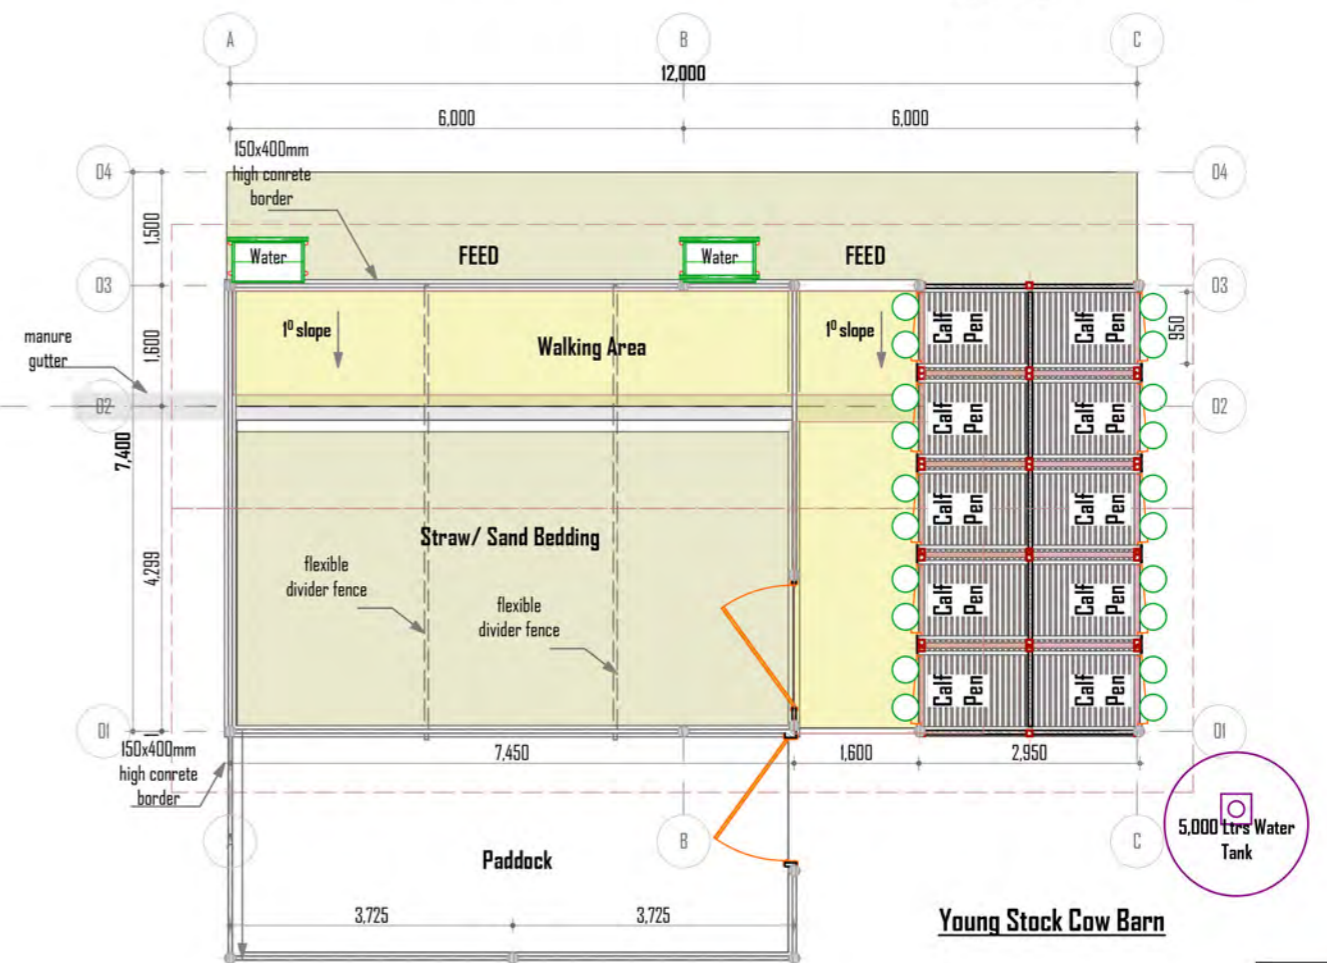 A
B
C
12,000
6,000
6,000
150x400mm
high conrete
border
04
04
1,500
Water
FEED
Water
FEED
03
03
1⁰ slope
Walking Area
1⁰ slope
manure
gutter
1,600
950
Calf
Pen
Calf
Pen
02
02
7,400
Calf
Pen
Calf
Pen
Calf
Pen
Calf
Pen
Straw/ Sand Bedding
flexible
divider fence
flexible
divider fence
4,299
Calf
Pen
Calf
Pen
Calf
Pen
Calf
Pen
01
01
150x400mm
high conrete
border
7,450
1,600
2,950
A
B
C
5,000 Ltrs Water
Tank
Paddock
3,725
3,725
Young Stock Cow Barn